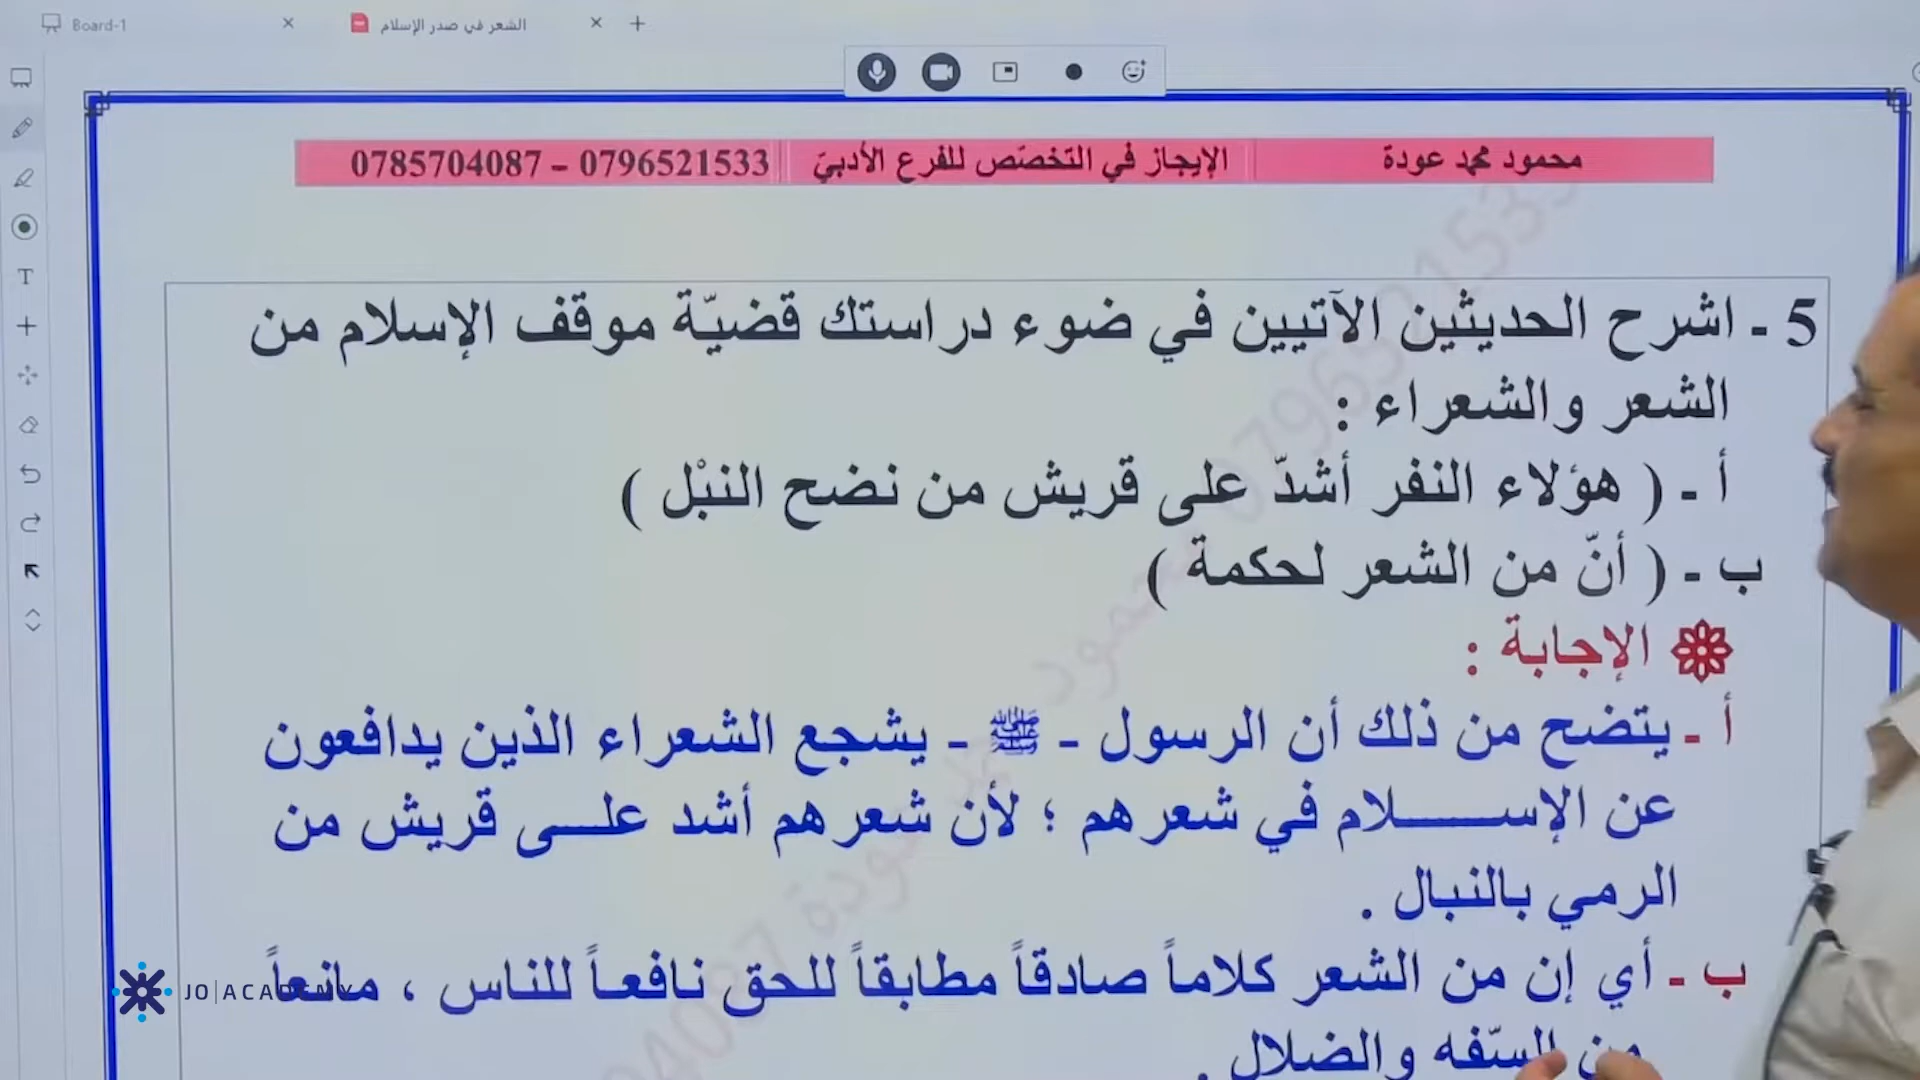 Board-1
الشعر في صدر الإسلام
محمود محمد عودة
الإيجاز في التخصّص للفرع الأدبيّ
0796521533 – 0785704087
5 - اشرح الحديثين الآتيين في ضوء دراستك قضيّة موقف الإسلام من
الشعر والشعراء :
أ - ( هؤلاء النفر أشدّ على قريش من نضح النبْل )
ب - ( أنّ من الشعر لحكمة )
الإجابة :
أ - يتضح من ذلك أن الرسول - ﷺ - يشجع الشعراء الذين يدافعون
عن الإســـــــلام في شعرهم ؛ لأن شعرهم أشد علـــى قريش من
الرمي بالنبال .
ب - أي إن من الشعر كلاماً صادقاً مطابقاً للحق نافعـاً للناس ، مانعاً
من السّفه والضلال .
JO|ACADEMY
T